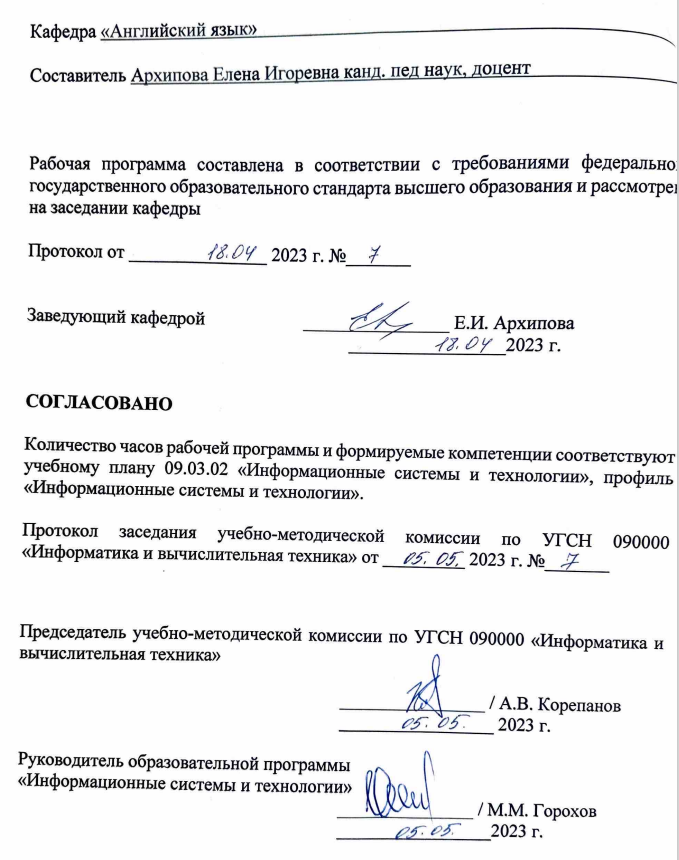 Кафедра «Английский язык»
Составитель Архипова Елена Игоревна канд. пед наук, доцент
Рабочая программа составлена в соответствии с требованиями федерально
государственного образовательного стандарта высшего образования и рассмотре
на заседании кафедры
Протокол от 18.04 2023 г. № 7
Заведующий кафедрой Е.И. Архипова
18.04 2023 г.
СОГЛАСОВАНО
Количество часов рабочей программы и формируемые компетенции соответствуют
учебному плану 09.03.02 «Информационные системы и технологии», профиль
«Информационные системы и технологии».
Протокол заседания учебно-методической комиссии по УГСН 090000
«Информатика и вычислительная техника» от 05.05. 2023 г. № 7
Председатель учебно-методической комиссии по УГСН 090000 «Информатика и
вычислительная техника»
/ А.В. Корепанов
05.05. 2023 г.
Руководитель образовательной программы
«Информационные системы и технологии»
/ М.М. Горохов
05.05. 2023 г.